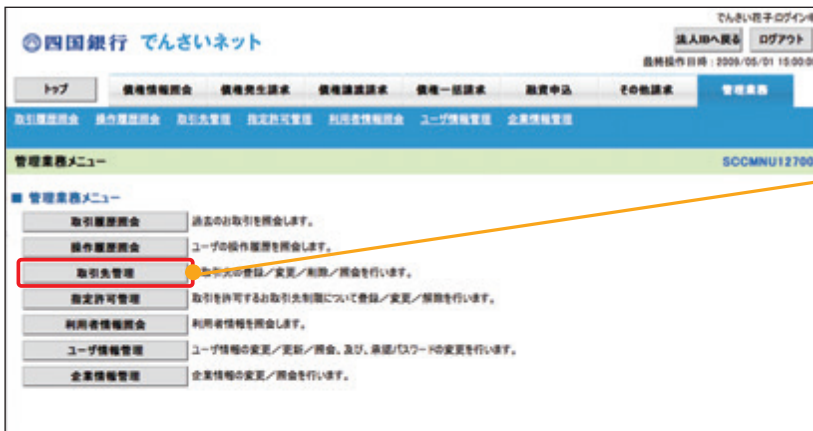 でんさい花子ログイン中
四国銀行 でんさいネット
法人IBへ戻る ログアウト
最終操作日時：2009/05/01 15:00:00
トップ 債権情報照会 債権発生請求 債権譲渡請求 債権一括請求 融資申込 その他請求 管理業務
取引履歴照会 操作履歴照会 取引先管理 指定許可管理 利用者情報照会 ユーザ情報管理 企業情報管理
管理業務メニュー SCCMNU12700
■ 管理業務メニュー
取引履歴照会 過去のお取引を照会します。
操作履歴照会 ユーザの操作履歴を照会します。
取引先管理 取引先の登録／変更／削除／照会を行います。
指定許可管理 取引を許可するお取引先制限について登録／変更／解除を行います。
利用者情報照会 利用者情報を照会します。
ユーザ情報管理 ユーザ情報の変更／更新／照会、及び、承認パスワードの変更を行います。
企業情報管理 企業情報の変更／照会を行います。